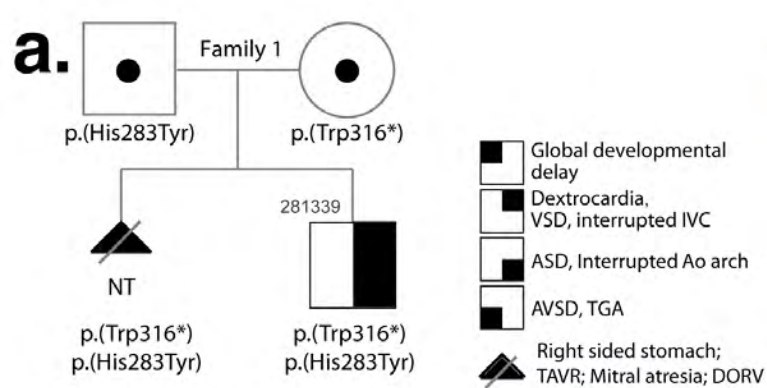 a.
Family 1
p.(His283Tyr)
p.(Trp316*)
281339
NT
p.(Trp316*)
p.(His283Tyr)
p.(Trp316*)
p.(His283Tyr)
Global developmental
delay
Dextrocardia,
VSD, interrupted IVC
ASD, Interrupted Ao arch
AVSD, TGA
Right sided stomach;
TAVR; Mitral atresia; DORV